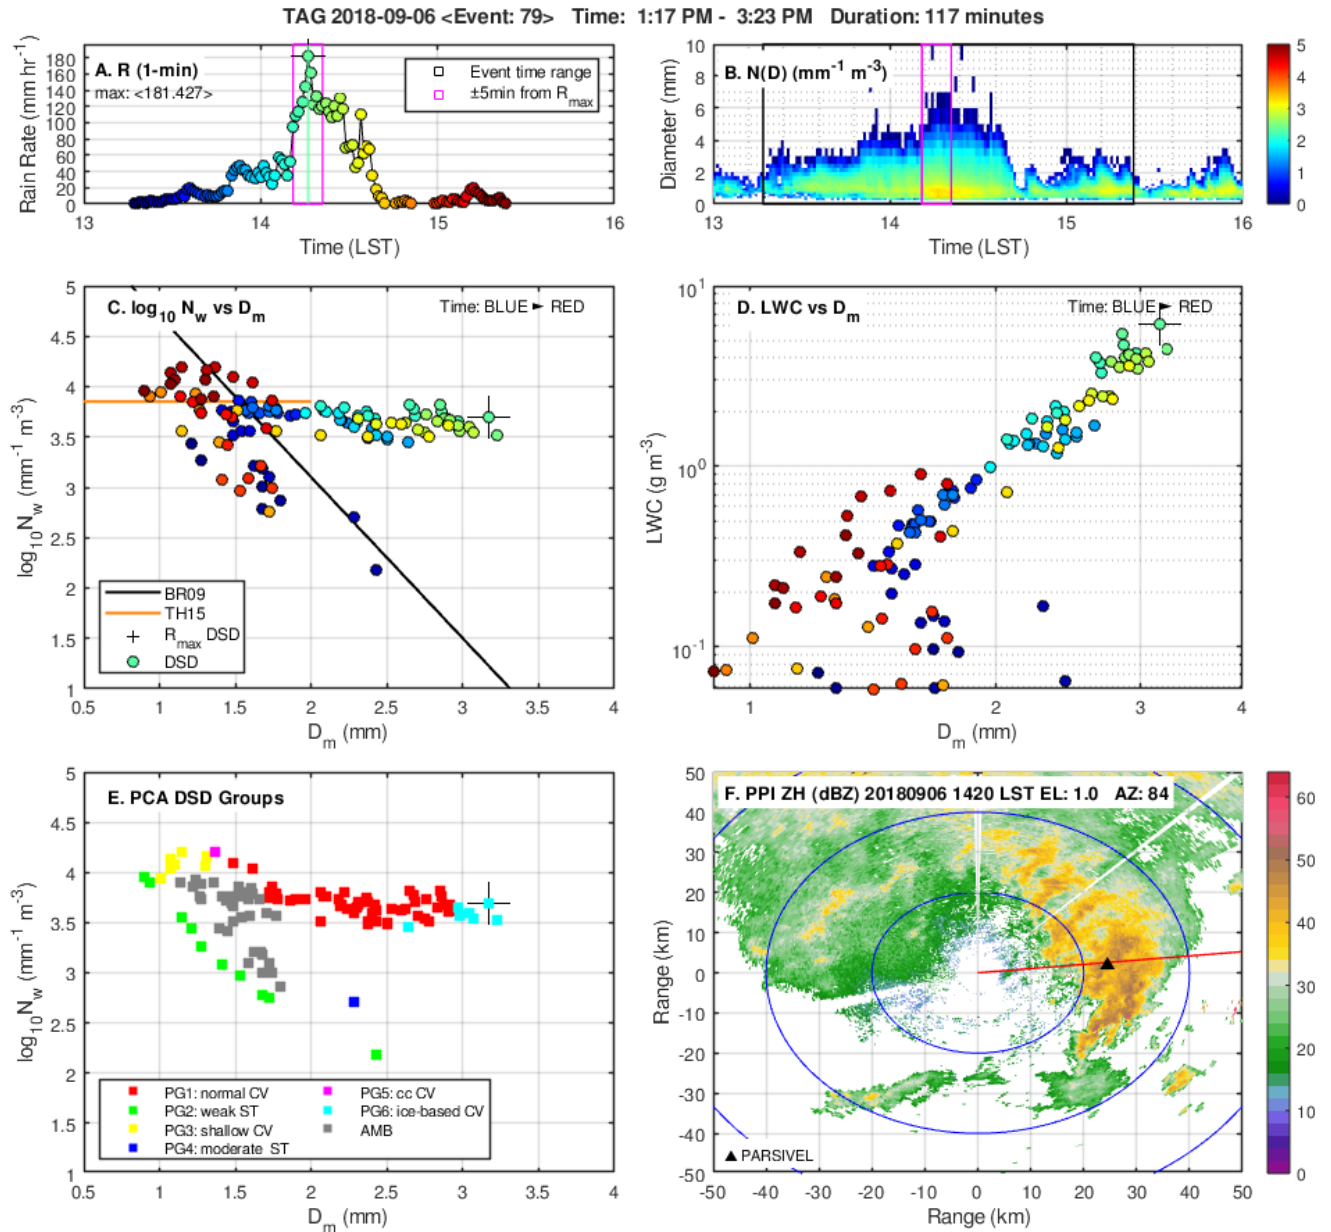 TAG 2018-09-06 <Event: 79>   Time:  1:17 PM -  3:23 PM   Duration: 117 minutes
A. R (1-min)
max: <181.427>
Event time range
±5min from R_max
Rain Rate (mm hr⁻¹)
180
160
140
120
100
80
60
40
20
0
13 14 15 16
Time (LST)
B. N(D) (mm⁻¹ m⁻³)
Diameter (mm)
10
8
6
4
2
0
13 14 15 16
Time (LST)
5
4
3
2
1
0
C. log₁₀ N_w vs D_m
Time: BLUE ► RED
log₁₀N_w (mm⁻¹ m⁻³)
5
4.5
4
3.5
3
2.5
2
1.5
1
BR09
TH15
R_max DSD
DSD
0.5 1 1.5 2 2.5 3 3.5 4
D_m (mm)
D. LWC vs D_m
Time: BLUE ► RED
LWC (g m⁻³)
10¹
10⁰
10⁻¹
1 2 3 4
D_m (mm)
E. PCA DSD Groups
log₁₀N_w (mm⁻¹ m⁻³)
5
4.5
4
3.5
3
2.5
2
1.5
1
PG1: normal CV
PG2: weak ST
PG3: shallow CV
PG4: moderate ST
PG5: cc CV
PG6: ice-based CV
AMB
0.5 1 1.5 2 2.5 3 3.5 4
D_m (mm)
F. PPI ZH (dBZ) 20180906 1420 LST EL: 1.0   AZ: 84
Range (km)
50
40
30
20
10
0
-10
-20
-30
-40
-50
▲ PARSIVEL
-50 -40 -30 -20 -10 0 10 20 30 40 50
Range (km)
60
50
40
30
20
10
0